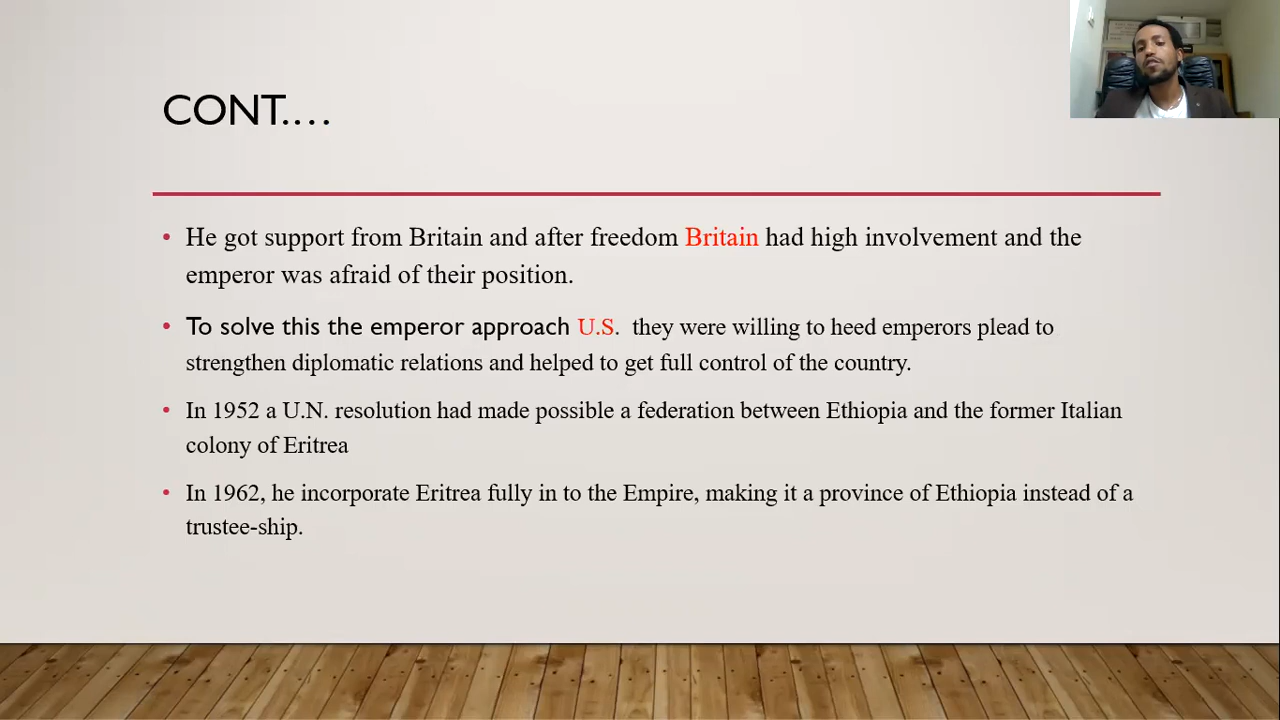 CONT.…
• He got support from Britain and after freedom Britain had high involvement and the
emperor was afraid of their position.
• To solve this the emperor approach U.S.  they were willing to heed emperors plead to
strengthen diplomatic relations and helped to get full control of the country.
• In 1952 a U.N. resolution had made possible a federation between Ethiopia and the former Italian
colony of Eritrea
• In 1962, he incorporate Eritrea fully in to the Empire, making it a province of Ethiopia instead of a
trustee-ship.